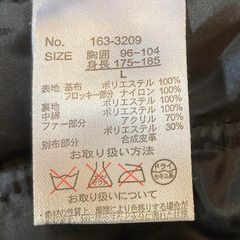 No. 163-3209
SIZE 胸囲 96~104
身長 175~185
L
表地 基布 ポリエステル 100%
フロッキー部分 ナイロン 100%
裏地 ポリエステル 100%
中綿 ポリエステル 100%
ファー部分 アクリル 70%
ポリエステル 30%
別布部分 合成皮革
お取り扱い方法
ドライ
セキユ系
お取り扱いについて